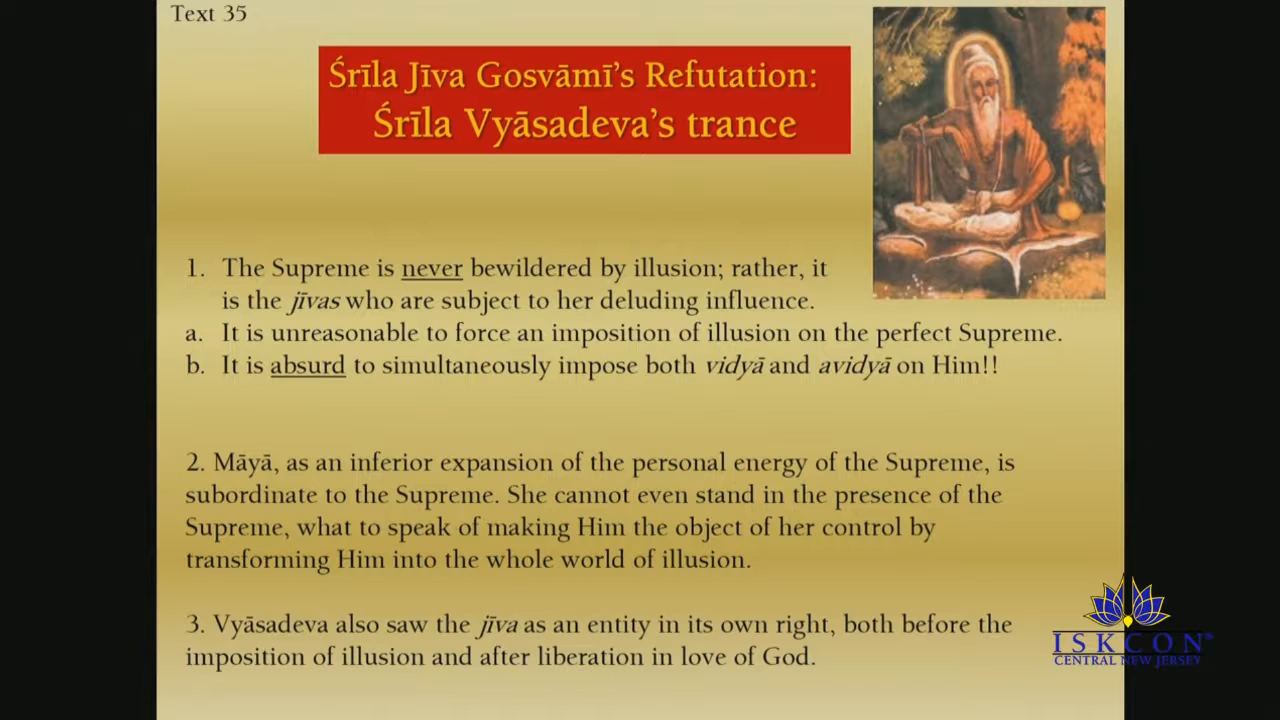 Text 35
Śrīla Jīva Gosvāmī's Refutation:
Śrīla Vyāsadeva's trance
1. The Supreme is never bewildered by illusion; rather, it
is the jīvas who are subject to her deluding influence.
a. It is unreasonable to force an imposition of illusion on the perfect Supreme.
b. It is absurd to simultaneously impose both vidyā and avidyā on Him!!
2. Māyā, as an inferior expansion of the personal energy of the Supreme, is
subordinate to the Supreme. She cannot even stand in the presence of the
Supreme, what to speak of making Him the object of her control by
transforming Him into the whole world of illusion.
3. Vyāsadeva also saw the jīva as an entity in its own right, both before the
imposition of illusion and after liberation in love of God.
ISKCON®
CENTRAL NEW JERSEY